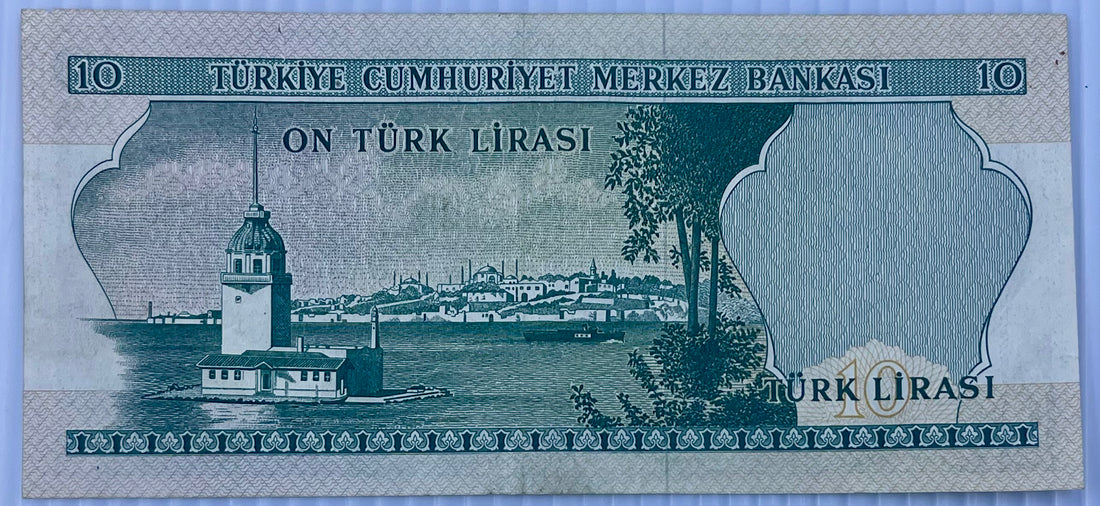 10 TÜRKİYE CUMHURİYET MERKEZ BANKASI 10
ON TÜRK LİRASI
10
TÜRK LİRASI